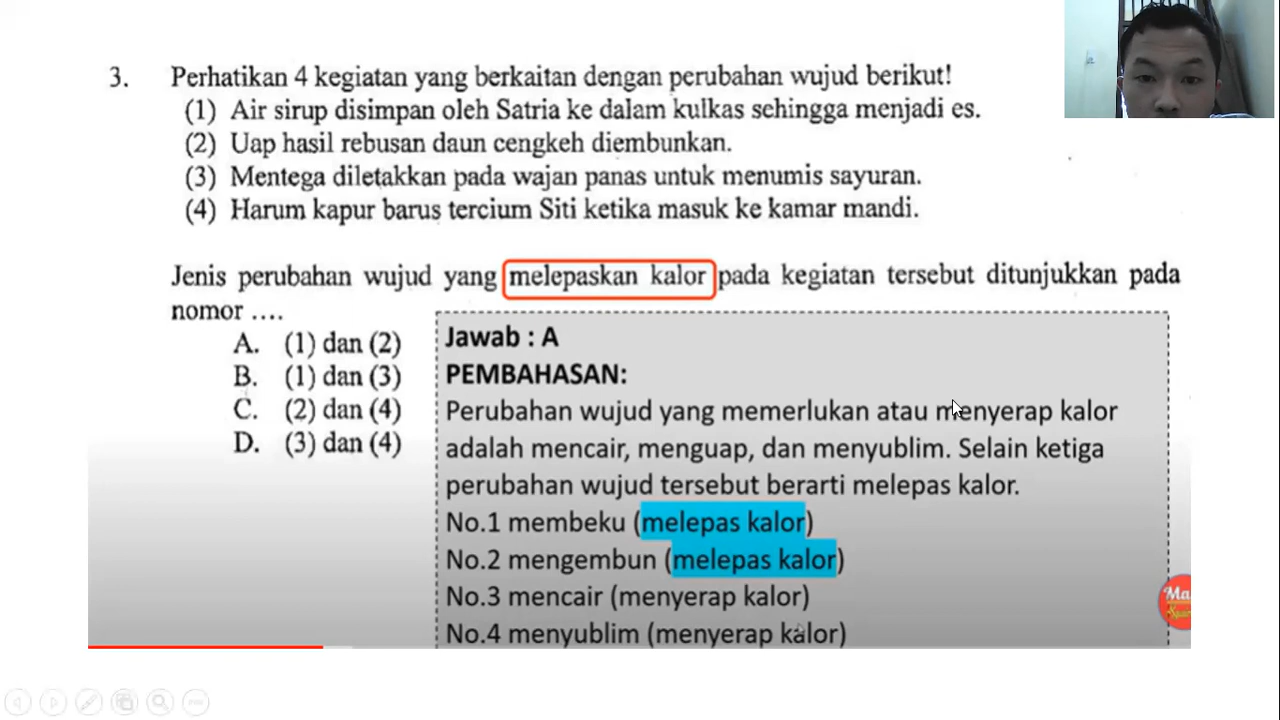 3. Perhatikan 4 kegiatan yang berkaitan dengan perubahan wujud berikut!
(1) Air sirup disimpan oleh Satria ke dalam kulkas sehingga menjadi es.
(2) Uap hasil rebusan daun cengkeh diembunkan.
(3) Mentega diletakkan pada wajan panas untuk menumis sayuran.
(4) Harum kapur barus tercium Siti ketika masuk ke kamar mandi.
Jenis perubahan wujud yang melepaskan kalor pada kegiatan tersebut ditunjukkan pada
nomor ....
A. (1) dan (2)
B. (1) dan (3)
C. (2) dan (4)
D. (3) dan (4)
Jawab : A
PEMBAHASAN:
Perubahan wujud yang memerlukan atau menyerap kalor
adalah mencair, menguap, dan menyublim. Selain ketiga
perubahan wujud tersebut berarti melepas kalor.
No.1 membeku (melepas kalor)
No.2 mengembun (melepas kalor)
No.3 mencair (menyerap kalor)
No.4 menyublim (menyerap kalor)
Ma